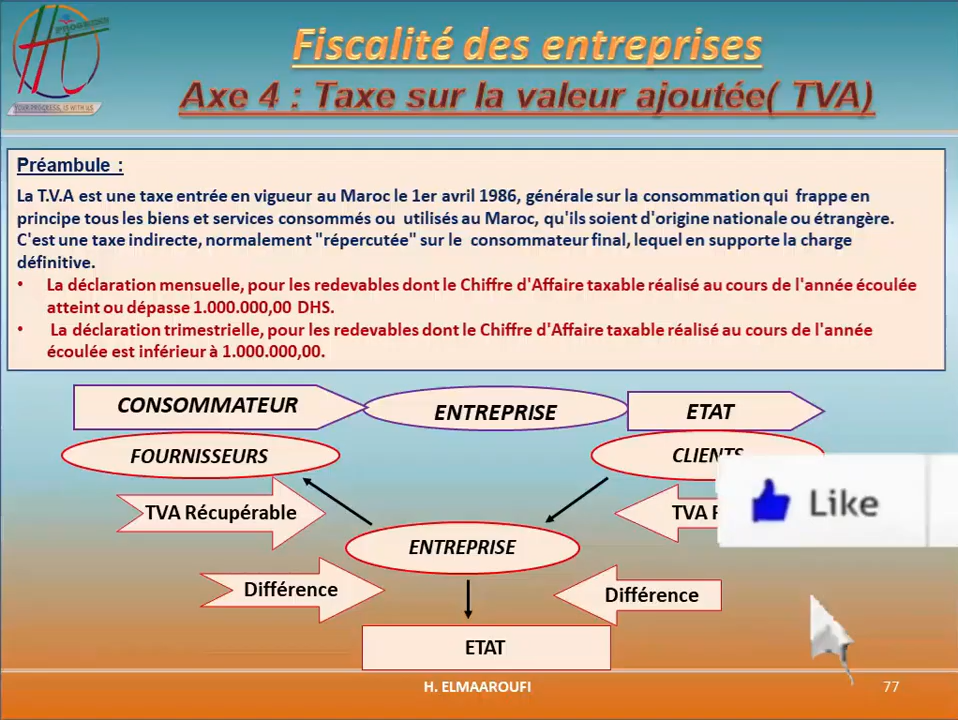 PROGRESS
YOUR PROGRESS, IS WITH US
Fiscalité des entreprises
Axe 4 : Taxe sur la valeur ajoutée( TVA)
Préambule :
La T.V.A est une taxe entrée en vigueur au Maroc le 1er avril 1986, générale sur la consommation qui frappe en
principe tous les biens et services consommés ou utilisés au Maroc, qu'ils soient d'origine nationale ou étrangère.
C'est une taxe indirecte, normalement "répercutée" sur le consommateur final, lequel en supporte la charge
définitive.
• La déclaration mensuelle, pour les redevables dont le Chiffre d'Affaire taxable réalisé au cours de l'année écoulée
atteint ou dépasse 1.000.000,00 DHS.
• La déclaration trimestrielle, pour les redevables dont le Chiffre d'Affaire taxable réalisé au cours de l'année
écoulée est inférieur à 1.000.000,00.
CONSOMMATEUR
ENTREPRISE
ETAT
FOURNISSEURS
CLIENTS
TVA Récupérable
TVA
Like
ENTREPRISE
Différence
Différence
ETAT
H. ELMAAROUFI
77